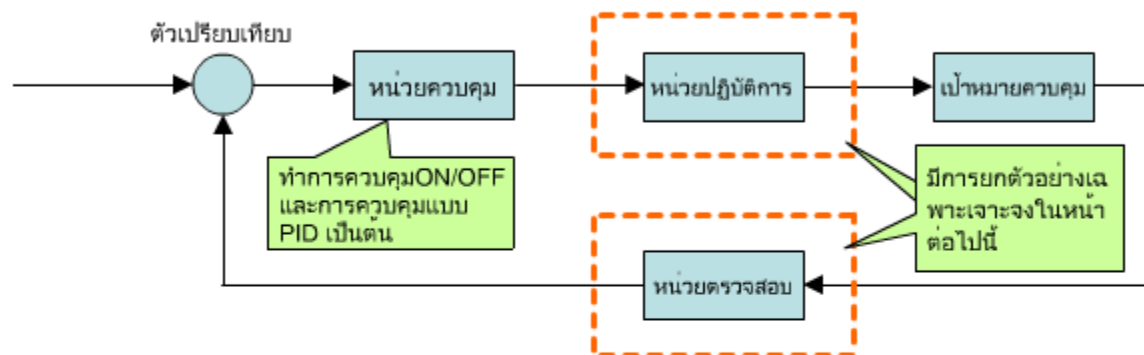 ตัวเปรียบเทียบ
หน่วยควบคุม
หน่วยปฏิบัติการ
เป้าหมายควบคุม
ทำการควบคุมON/OFF
และการควบคุมแบบ
PID เป็นต้น
มีการยกตัวอย่างเฉ
พาะเจาะจงในหน้า
ต่อไปนี้
หน่วยตรวจสอบ